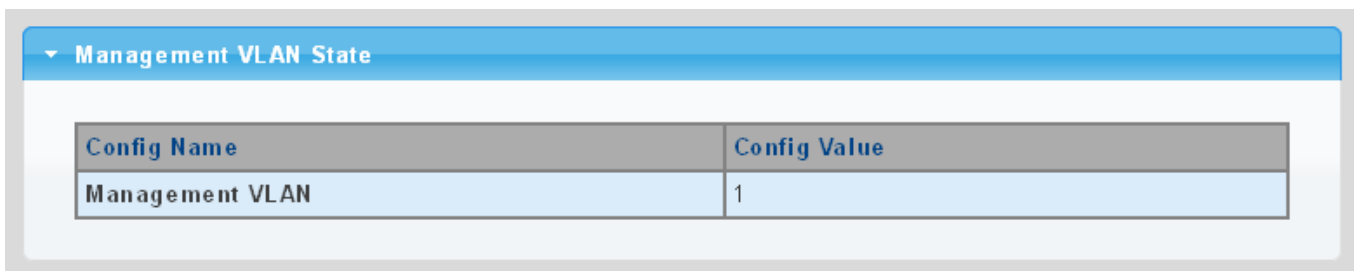 Management VLAN State
Config Name Config Value
Management VLAN 1